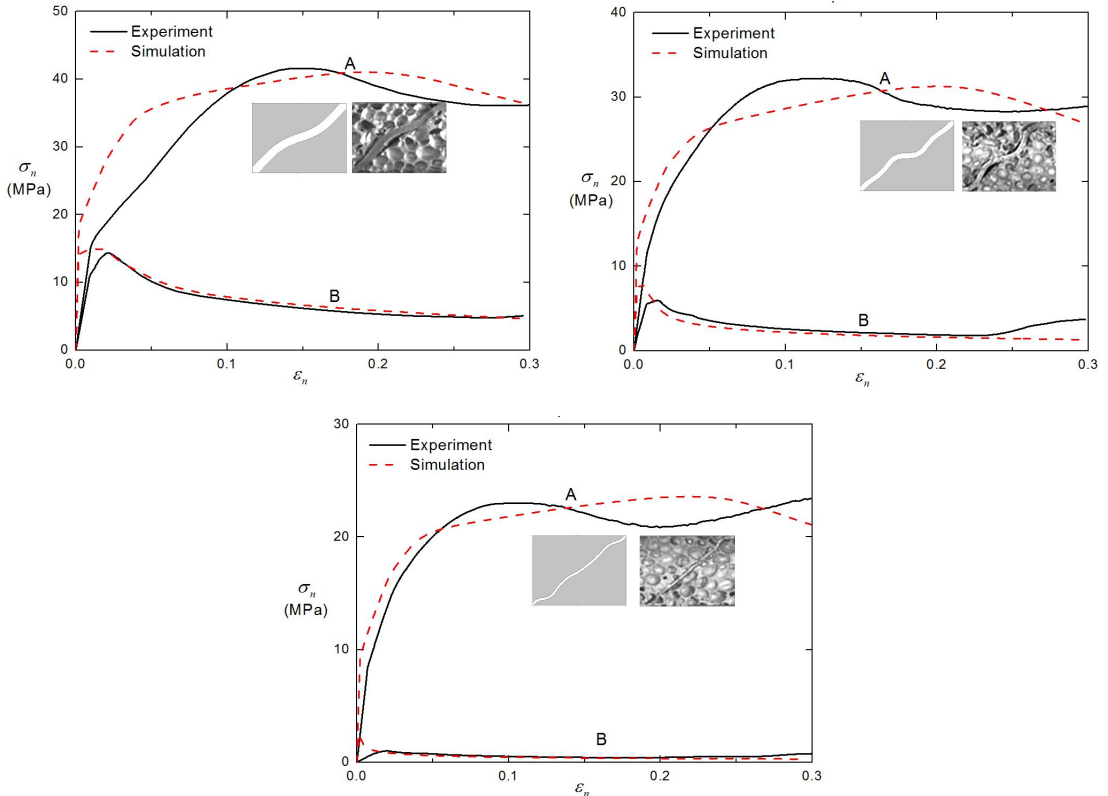 50
40
30
20
10
0
σn
(MPa)
Experiment
Simulation
A
B
0.0
0.1
0.2
0.3
εn
40
30
20
10
0
σn
(MPa)
Experiment
Simulation
A
B
0.0
0.1
0.2
0.3
εn
30
20
10
0
σn
(MPa)
Experiment
Simulation
A
B
0.0
0.1
0.2
0.3
εn